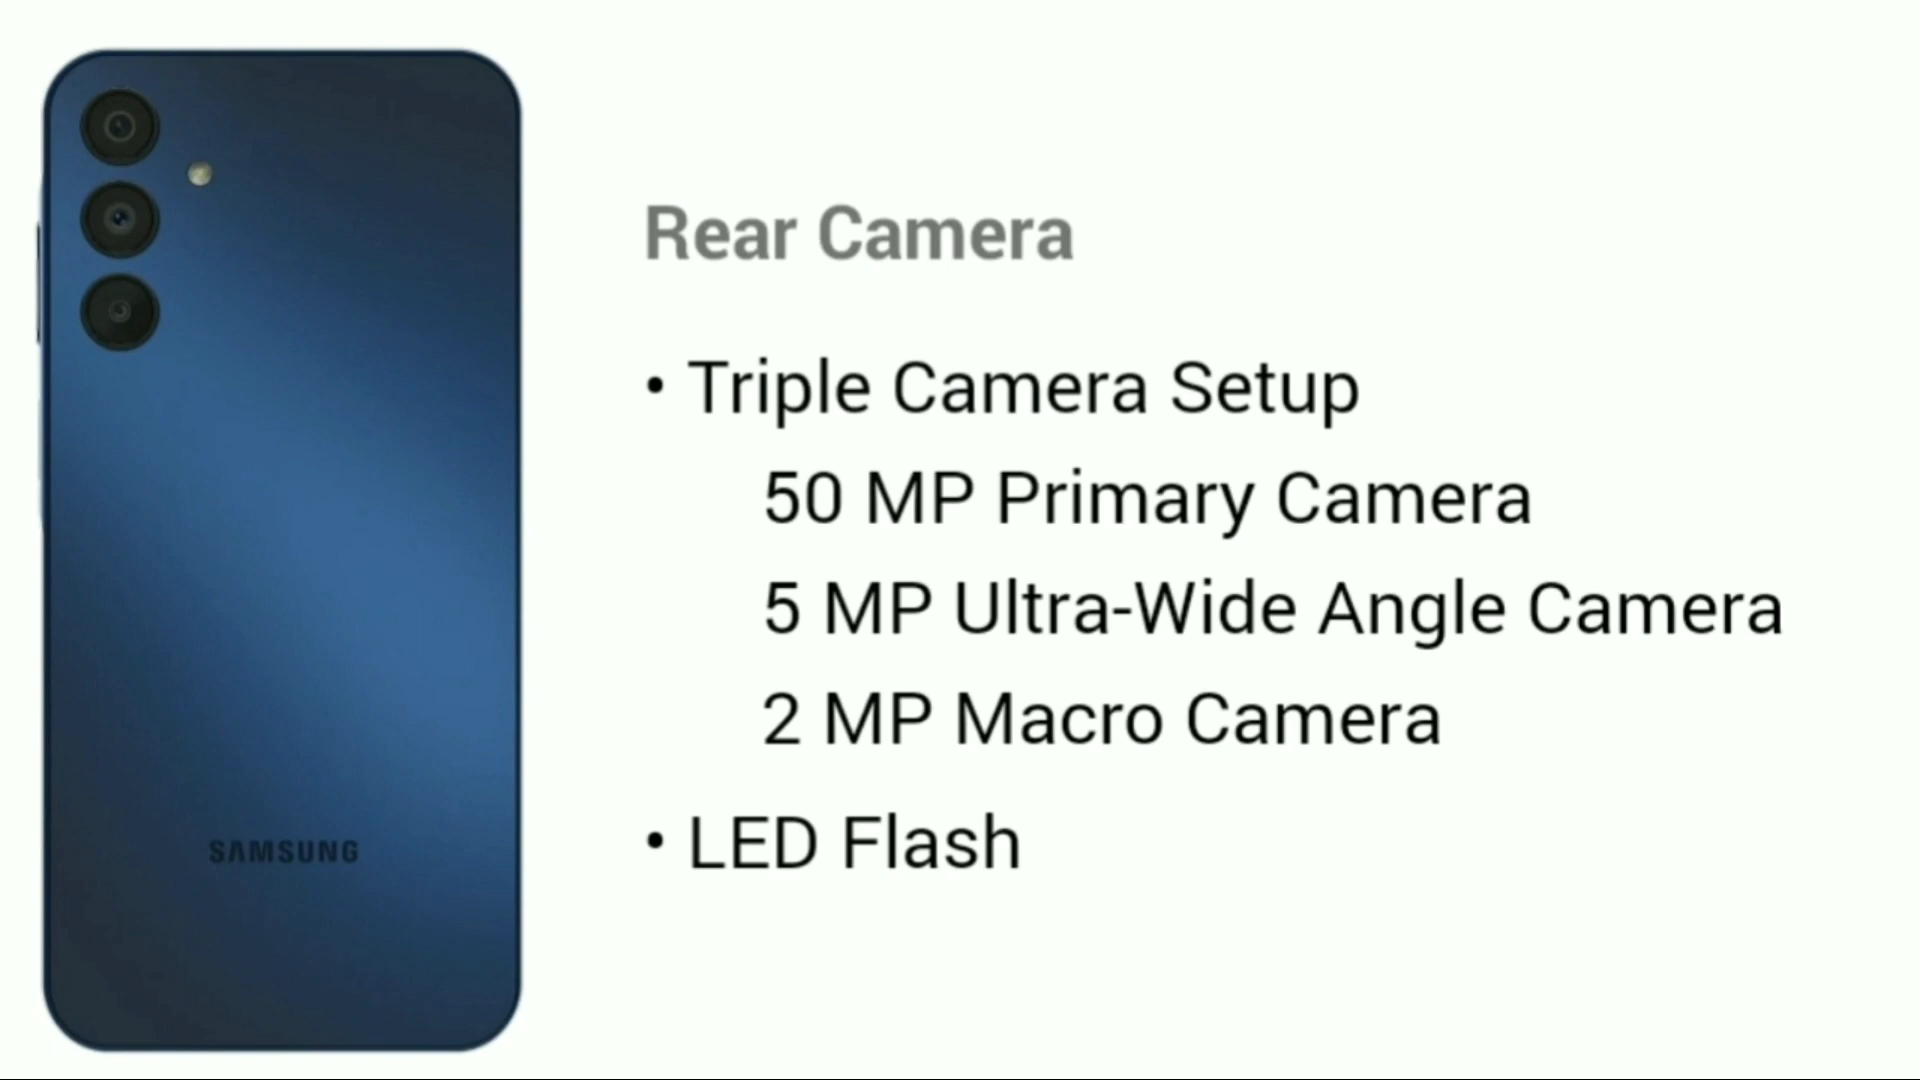 SAMSUNG
Rear Camera
• Triple Camera Setup
50 MP Primary Camera
5 MP Ultra-Wide Angle Camera
2 MP Macro Camera
• LED Flash